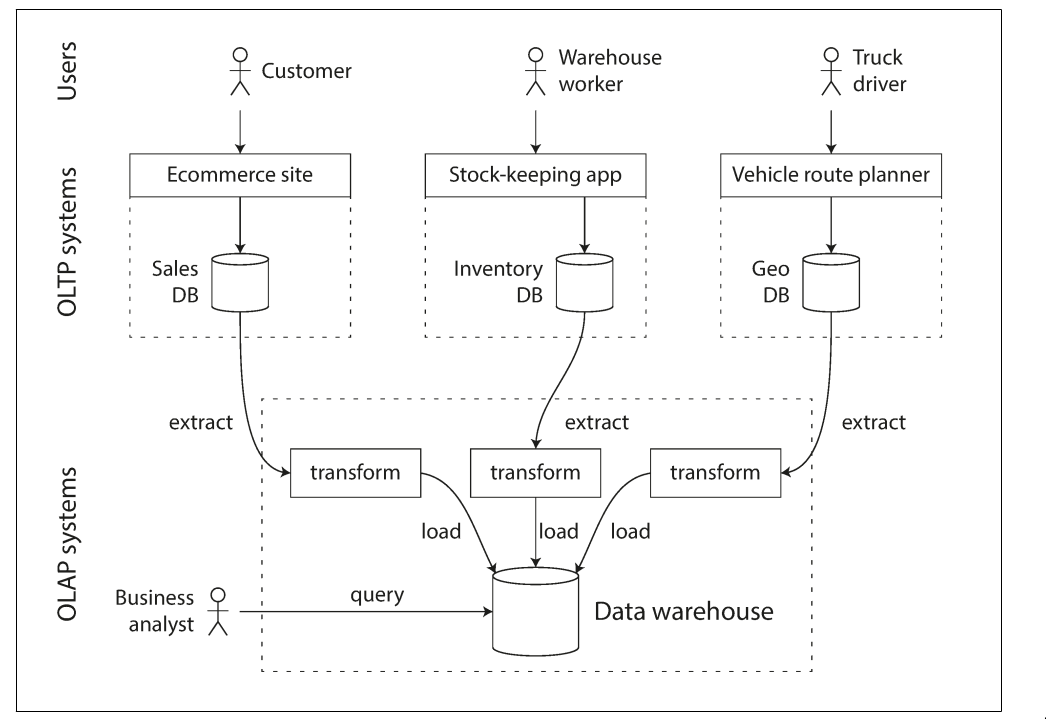 Users
Customer
Warehouse
worker
Truck
driver
OLTP systems
Ecommerce site
Stock-keeping app
Vehicle route planner
Sales
DB
Inventory
DB
Geo
DB
extract
extract
extract
OLAP systems
transform
transform
transform
load
load
load
Business
analyst
query
Data warehouse